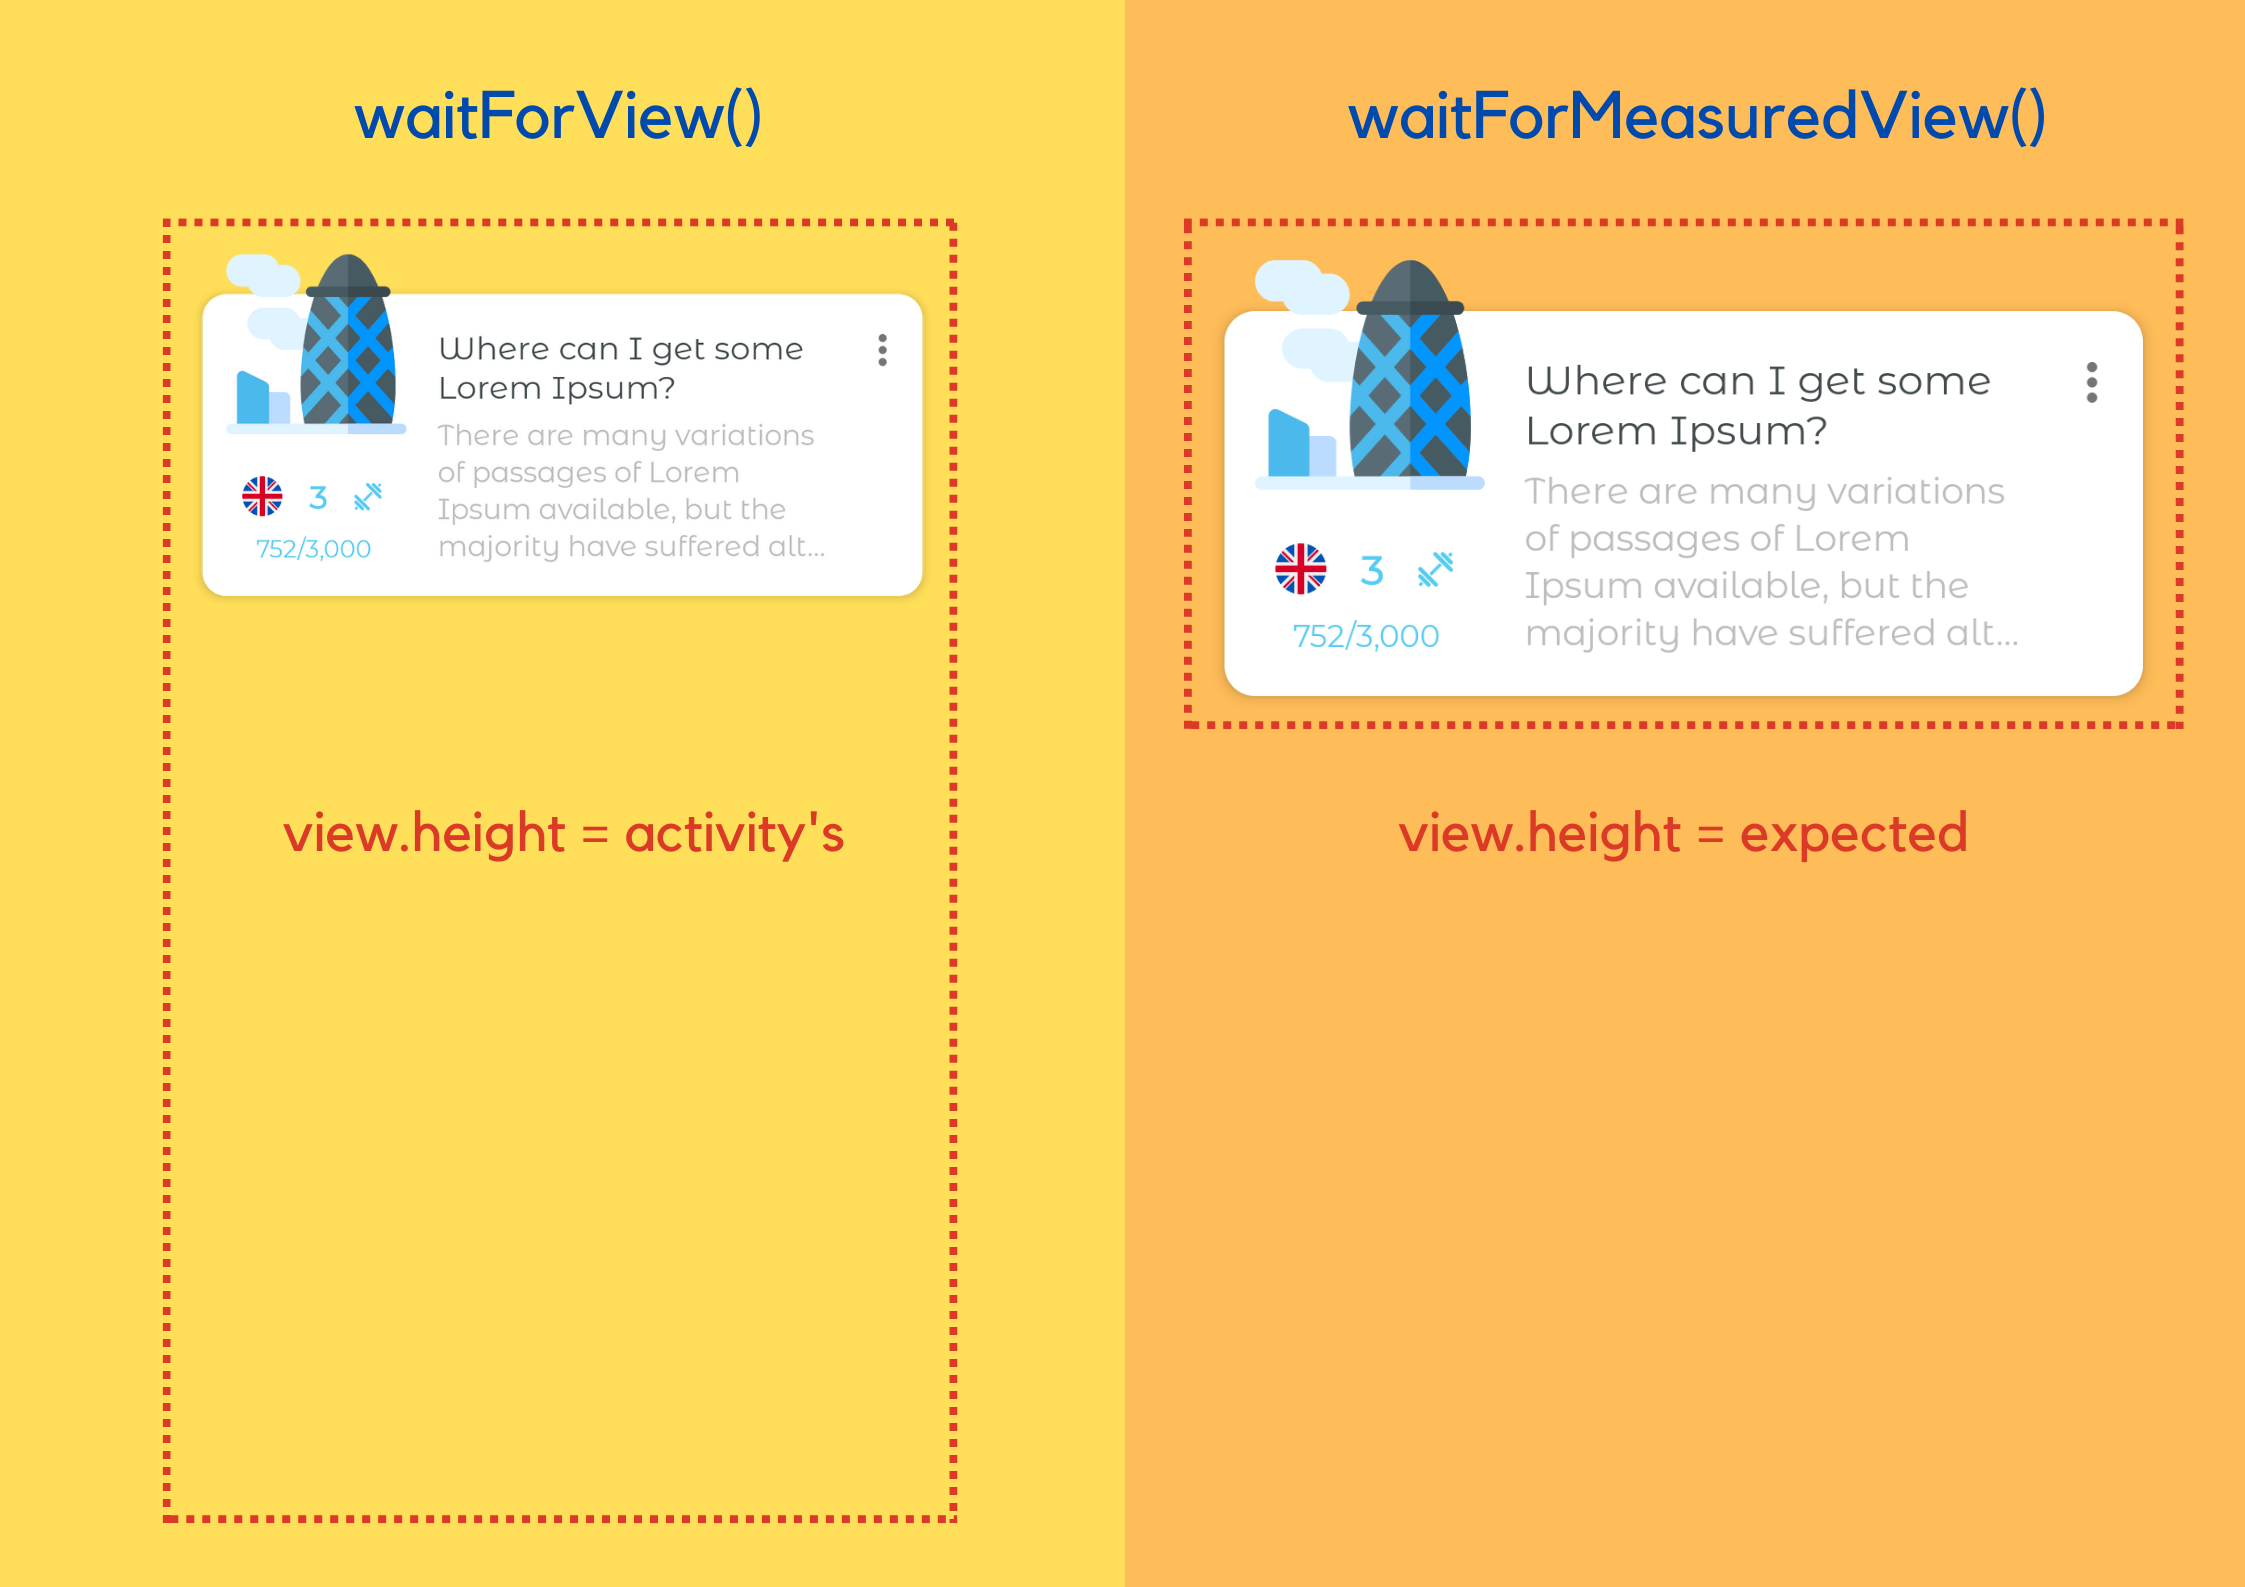 waitForView()
Where can I get some
Lorem Ipsum?
There are many variations
of passages of Lorem
Ipsum available, but the
majority have suffered alt...
3
752/3,000
view.height = activity's
waitForMeasuredView()
Where can I get some
Lorem Ipsum?
There are many variations
of passages of Lorem
Ipsum available, but the
majority have suffered alt...
3
752/3,000
view.height = expected